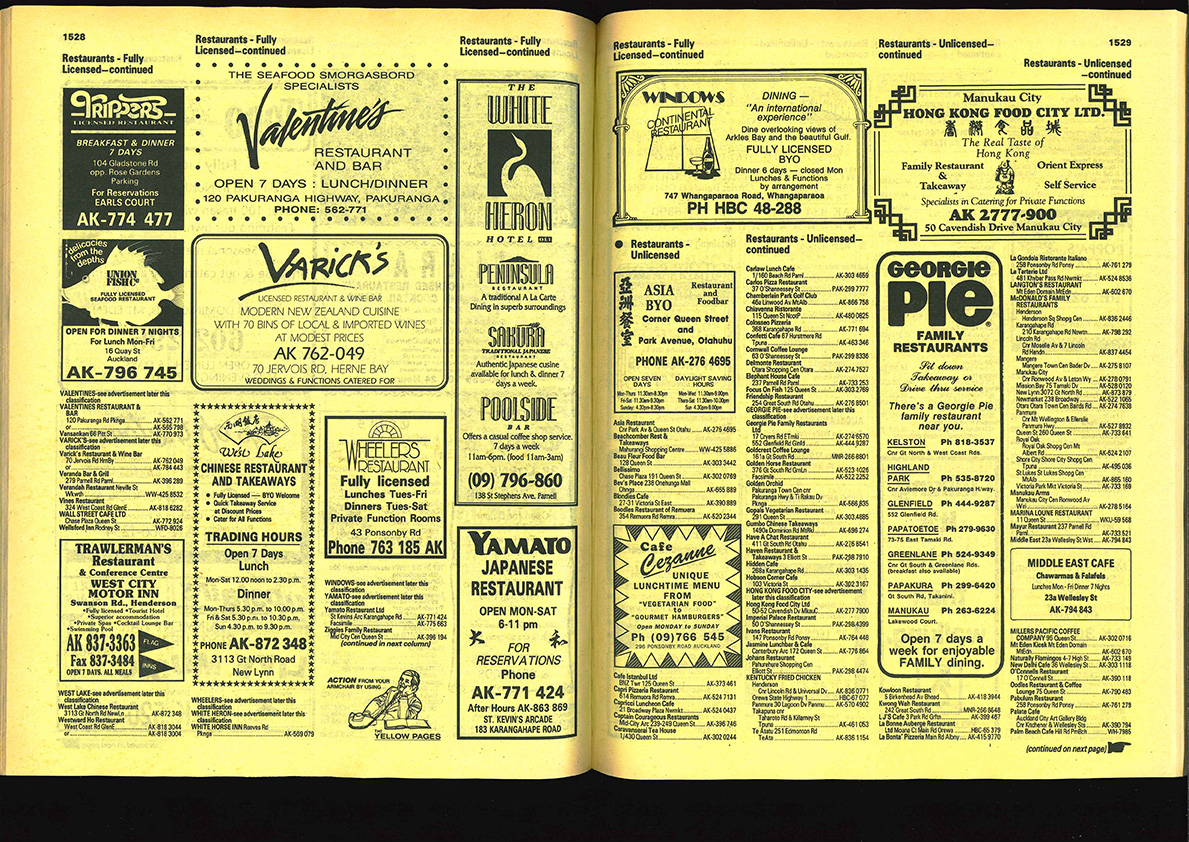 1528
Restaurants - Fully
Licensed—continued
9 TRIPPERS
LICENSED RESTAURANT
BREAKFAST & DINNER
7 DAYS
104 Gladstone Rd
opp. Rose Gardens
Parking
For Reservations
EARLS COURT
AK-774 477
delicacies
from the
depths
UNION
FISH Co
FULLY LICENSED
SEAFOOD RESTAURANT
OPEN FOR DINNER 7 NIGHTS
For Lunch Mon-Fri
16 Quay St
Auckland
AK-796 745
VALENTINES-see advertisement later this
classification
VALENTINES RESTAURANT &
Bar
120 Pakuranga Rd Pknga AK-562 771
or AK-565 798
Vansankan 66 Pitt St AK-770 973
VARICK'S-see advertisement later this
classification
Varick's Restaurant & Wine Bar
70 Jervois Rd HrnBy AK-762 049
or AK-784 443
Veranda Bar & Grill
279 Parnell Rd Parnl AK-396 289
Verandah Restaurant Neville St
Wkwth WW-425 8532
Vines Restaurant
324 West Coast Rd GlenE AK-818 6282
WALL STREET CAFE LTD
Chase Plaza Queen St AK-772 924
Wellsford Inn Rodney St WFD-8026
TRAWLERMAN'S
Restaurant
& Conference Centre
WEST CITY
MOTOR INN
Swanson Rd., Henderson
•Fully licensed •Tourist Hotel
•Superior accommodation
•Private Spas •Cocktail Lounge Bar
•Swimming Pool
AK 837-3363
Fax 837-3484
OPEN 7 DAYS. ALL MEALS
FLAG
INNS
WEST LAKE-see advertisement later this
classification
West Lake Chinese Restaurant
3113 G North Rd NewLn AK-872 348
Westward Ho Restaurant
West Coast Rd GlenE AK-818 3044
or AK-818 3004
Restaurants - Fully
Licensed—continued
THE SEAFOOD SMORGASBORD
SPECIALISTS
Valentine's
RESTAURANT
AND BAR
OPEN 7 DAYS : LUNCH/DINNER
120 PAKURANGA HIGHWAY, PAKURANGA
PHONE: 562-771
VARICK'S
LICENSED RESTAURANT & WINE BAR
MODERN NEW ZEALAND CUISINE
WITH 70 BINS OF LOCAL & IMPORTED WINES
AT MODEST PRICES
AK 762-049
70 JERVOIS RD, HERNE BAY
WEDDINGS & FUNCTIONS CATERED FOR
West Lake
CHINESE RESTAURANT
AND TAKEAWAYS
• Fully Licensed — BYO Welcome
• Quick Takeaway Service
at Discount Prices
• Cater for All Functions
TRADING HOURS
Open 7 Days
Lunch
Mon-Sat 12.00 noon to 2.30 p.m.
Dinner
Mon-Thurs 5.30 p.m. to 10.00 p.m.
Fri & Sat 5.30 p.m. to 10.30 p.m.
Sun 4.30 p.m. to 9.30 p.m.
PHONE AK-872 348
3113 Gt North Road
New Lynn
WHEELERS-see advertisement later this
classification
WHITE HERON-see advertisement later this
classification
WHITE HORSE INN Reeves Rd
Pknga AK-569 079
WHEELERS
RESTAURANT
Fully licensed
Lunches Tues-Fri
Dinners Tues-Sat
Private Function Rooms
43 Ponsonby Rd
Phone 763 185 AK
WINDOWS-see advertisement later this
classification
YAMATO-see advertisement later this
classification
Yamato Restaurant Ltd
St Kevins Arc Karangahape Rd AK-771 424
Facsimile AK-775 663
Ziggles Family Restaurant
Mid City Cen Queen St AK-396 194
(continued in next column)
ACTION FROM YOUR
ARMCHAIR BY USING
THE
YELLOW PAGES
Restaurants - Fully
Licensed—continued
THE
WHITE
HERON
HOTEL
PENINSULA
RESTAURANT
A traditional A La Carte
Dining in superb surroundings
SAKURA
TRADITIONAL JAPANESE
RESTAURANT
Authentic Japanese cusine
available for lunch & dinner 7
days a week.
POOLSIDE
BAR
Offers a casual coffee shop service.
7 days a week
11am-6pm. (food 11am-3am)
(09) 796-860
138 St Stephens Ave, Parnell
YAMATO
JAPANESE
RESTAURANT
OPEN MON-SAT
6-11 pm
FOR
RESERVATIONS
Phone
AK-771 424
After Hours AK-863 869
ST. KEVIN'S ARCADE
183 KARANGAHAPE ROAD
Restaurants - Fully
Licensed—continued
WINDOWS
CONTINENTAL
RESTAURANT
DINING —
"An international
experience"
Dine overlooking views of
Arkles Bay and the beautiful Gulf.
FULLY LICENSED
BYO
Dinner 6 days — closed Mon
Lunches & Functions
by arrangement
747 Whangaparaoa Road, Whangaparaoa
PH HBC 48-288
• Restaurants -
Unlicensed
亞洲餐室
ASIA
BYO
Restaurant
and
Foodbar
Corner Queen Street
and
Park Avenue, Otahuhu
PHONE AK-276 4695
OPEN SEVEN
DAYS
Mon-Thurs 11.30am-8.30pm
Fri-Sat 11.30am-9.30pm
Sunday 4.30pm-8.30pm
DAYLIGHT SAVING
HOURS
Mon-Wed 11.30am-9.00pm
Thurs-Sat 11.30am-10.00pm
Sun 4.30pm-9.00pm
Asia Restaurant
Cnr Park Av & Queen St Otahu AK-276 4695
Beechcomber Rest &
Takeaways
Mahurangi Shopping Centre WW-425 5886
Beau Fleur Food Bar
128 Queen St AK-303 3442
Bellissimo
Chase Plaza 191 Queen St AK-302 0769
Bev's Place 238 Onehunga Mall
Ohnga AK-665 889
Blondies Cafe
27-31 Victoria St East AK-390 889
Boodles Restaurant of Remuera
354 Remuera Rd Remra AK-520 2344
Cafe
Cezanne
UNIQUE
LUNCHTIME MENU
FROM
"VEGETARIAN FOOD"
to
"GOURMET HAMBURGERS"
Open MONDAY to SUNDAY
Ph (09)766 545
296 PONSONBY ROAD AUCKLAND
Cafe Istanbul Ltd
BNZ Twr 125 Queen St AK-373 461
Capri Pizzeria Restaurant
614 Remuera Rd Remra AK-524 7131
Capricci Luncheon Cafe
21 Broadway Plaza Nwmkt AK-524 0437
Captain Courageous Restaurants
Mid-City Arc 239-249 Queen St AK-396 746
Caravanserai Tea House
1/430 Queen St AK-302 0244
Restaurants - Unlicensed—
continued
Carlaw Lunch Cafe
1/160 Beach Rd Parnl AK-303 4659
Carlos Pizza Restaurant
37 O'Shannessy St PAK-299 7777
Chamberlain Park Golf Club
46a Linwood Av MtAlb AK-866 758
Chiavenna Ristorante
115 Queen St NcotP AK-480 0825
Colosseo Pizzeria
368 Karangahape Rd AK-771 694
Confetti Cafe 67 Hurstmere Rd
Tpuna AK-463 346
Cornwall Coffee Lounge
63 O'Shannessy St PAK-299 8336
Delmonte Restaurant
Otara Shopping Cen Otara AK-274 7527
Elephant House Cafe
237 Parnell Rd Parnl AK-733 253
Focus On Fish 125 Queen St AK-303 2769
Friendship Restaurant
254 Great South Rd Otahu AK-276 8501
GEORGIE PIE-see advertisement later this
classification
Georgie Pie Family Restaurants
Ltd
17 Cryers Rd ETmki AK-274 6570
552 Glenfield Rd Gnfld AK-444 9287
Goldcrest Coffee Lounge
161a Gt South Rd MNR-266 8801
Golden Horse Restaurant
376 Gt South Rd GrnLn AK-523 1026
Facsimile AK-522 2252
Golden Orchid
Pakuranga Town Cen cnr
Pakuranga Hwy & Ti Rakau Dv
Pknga AK-566 835
Gopals Vegetarian Restaurant
291 Queen St AK-303 4885
Gumbo Chinese Takeaways
1490a Dominion Rd MtRkl AK-696 274
Have A Chat Restaurant
411 Gt South Rd Otahu AK-276 8541
Haven Restaurant &
Takeaways 3 Elliott St PAK-298 7910
Hidden Cafe
268a Karangahape Rd AK-303 1435
Hobson Corner Cafe
103 Victoria St AK-302 3167
HONG KONG FOOD CITY-see advertisement
later this classification
Hong Kong Food City Ltd
50-52 Cavendish Dv MkauC AK-277 7900
Imperial Palace Restaurant
50 O'Shannessy St PAK-298 4399
Ivans Restaurant
147 Ponsonby Rd Ponsy AK-764 448
Jasmine Lunchbar & Cafe
Canterbury Arc 172 Queen St AK-776 864
Johans Restaurant
Pahurehure Shopping Cen
Elliott St PAK-298 4474
KENTUCKY FRIED CHICKEN
Henderson
Cnr Lincoln Rd & Universal Dv AK-836 0711
Orewa State Highway 1 HBC-67 072
Panmure 30 Lagoon Dv Panmu AK-570 4902
Takapuna cnr
Taharoto Rd & Killarney St
Tpuna AK-461 053
Te Atatu 251 Edmonton Rd
TeAta AK-836 1154
Restaurants - Unlicensed—
continued
1529
Restaurants - Unlicensed
—continued
Manukau City
HONG KONG FOOD CITY LTD.
香港食品城
The Real Taste of
Hong Kong
Family Restaurant
&
Takeaway
Orient Express
Self Service
Specialists in Catering for Private Functions
AK 2777-900
50 Cavendish Drive Manukau City
GEORGIE
PIE®
FAMILY
RESTAURANTS
Sit down
Takeaway or
Drive thru service
There's a Georgie Pie
family restaurant
near you.
KELSTON Ph 818-3537
Cnr Gt North & West Coast Rds.
HIGHLAND
PARK Ph 535-8720
Cnr Aviemore Dr & Pakuranga H/way.
GLENFIELD Ph 444-9287
552 Glenfield Rd.
PAPATOETOE Ph 279-9630
73-75 East Tamaki Rd.
GREENLANE Ph 524-9349
Cnr Gt South & Greenlane Rds.
(breakfast also available)
PAPAKURA Ph 299-6420
Gt South Rd, Takanini.
MANUKAU Ph 263-6224
Lakewood Court.
Open 7 days a
week for enjoyable
FAMILY dining.
Kowloon Restaurant
5 Birkenhead Av Bhead AK-418 3944
Kwong Wah Restaurant
242 Great South Rd MNR-266 8648
L J'S Cafe 3 Park Rd Grftn AK-399 467
La Bonne Auberge Restaurant
Ltd Moana Ct Main Rd Orewa HBC-65 379
La Bonta' Pizzeria Main Rd Albny AK-415 9770
La Gondola Ristorante Italiano
258 Ponsonby Rd Ponsy AK-761 279
La Tarterie Ltd
481 Khyber Pass Rd Nwmkt AK-524 8536
LANGTON'S RESTAURANT
Mt Eden Domain MtEdn AK-602 670
McDONALD'S FAMILY
RESTAURANTS
Henderson
Henderson Sq Shopg Cen AK-836 2446
Karangahape Rd
210 Karangahape Rd Newtn AK-798 292
Lincoln Rd
Cnr Moselle Av & 7 Lincoln
Rd Hendn AK-837 4454
Mangere
Mangere Town Cen Bader Dv AK-275 8107
Manukau City
Cnr Ronwood Av & Leton Wy AK-278 0791
Mission Bay 75 Tamaki Dv AK-528 0120
New Lynn 3072 Gt North Rd AK-873 879
Newmarket 238 Broadway AK-522 1065
Otara Otara Town Cen Bairds Rd AK-274 7638
Panmure
Cnr Mt Wellington & Ellerslie
Panmure Hwy AK-527 8932
Queen St 260 Queen St AK-733 641
Royal Oak
Royal Oak Shopg Cen Mt
Albert Rd AK-624 2107
Shore City Shore City Shopg Cen
Tpuna AK-495 036
St Lukes St Lukes Shopg Cen
MtAlb AK-865 160
Victoria Park Mkt Victoria St AK-733 169
Manukau Arms
Manukau City Cen Ronwood Av
Wiri AK-278 5164
MARINA LOUNE RESTAURANT
11 Queen St WKU-59 568
Mayur Restaurant 237 Parnell Rd
Parnl AK-733 521
Middle East 23a Wellesley St Wst AK-794 843
MIDDLE EAST CAFE
Chawarmas & Falafels
Lunches Mon - Fri Dinner 7 Nights
23a Wellesley St
AK-794 843
MILLERS PACIFIC COFFEE
COMPANY 95 Queen St AK-302 0716
Mt Eden Kiosk Mt Eden Domain
MtEdn AK-602 670
Naturally Flamingos 4-7 High St AK-733 149
New Delhi Cafe 36 Wellesley St AK-303 1118
O'Connells Restaurant
17 O'Connell St AK-399 118
Oodles Restaurant & Coffee
Lounge 75 Queen St AK-790 483
Pabulum Restaurant
258 Ponsonby Rd Ponsy AK-761 279
Palate Cafe
Auckland City Art Gallery Bldg
Cnr Kitchener & Wellesley Sts AK-390 794
Palm Beach Cafe Hill Rd PmBch WH-7985
(continued on next page)